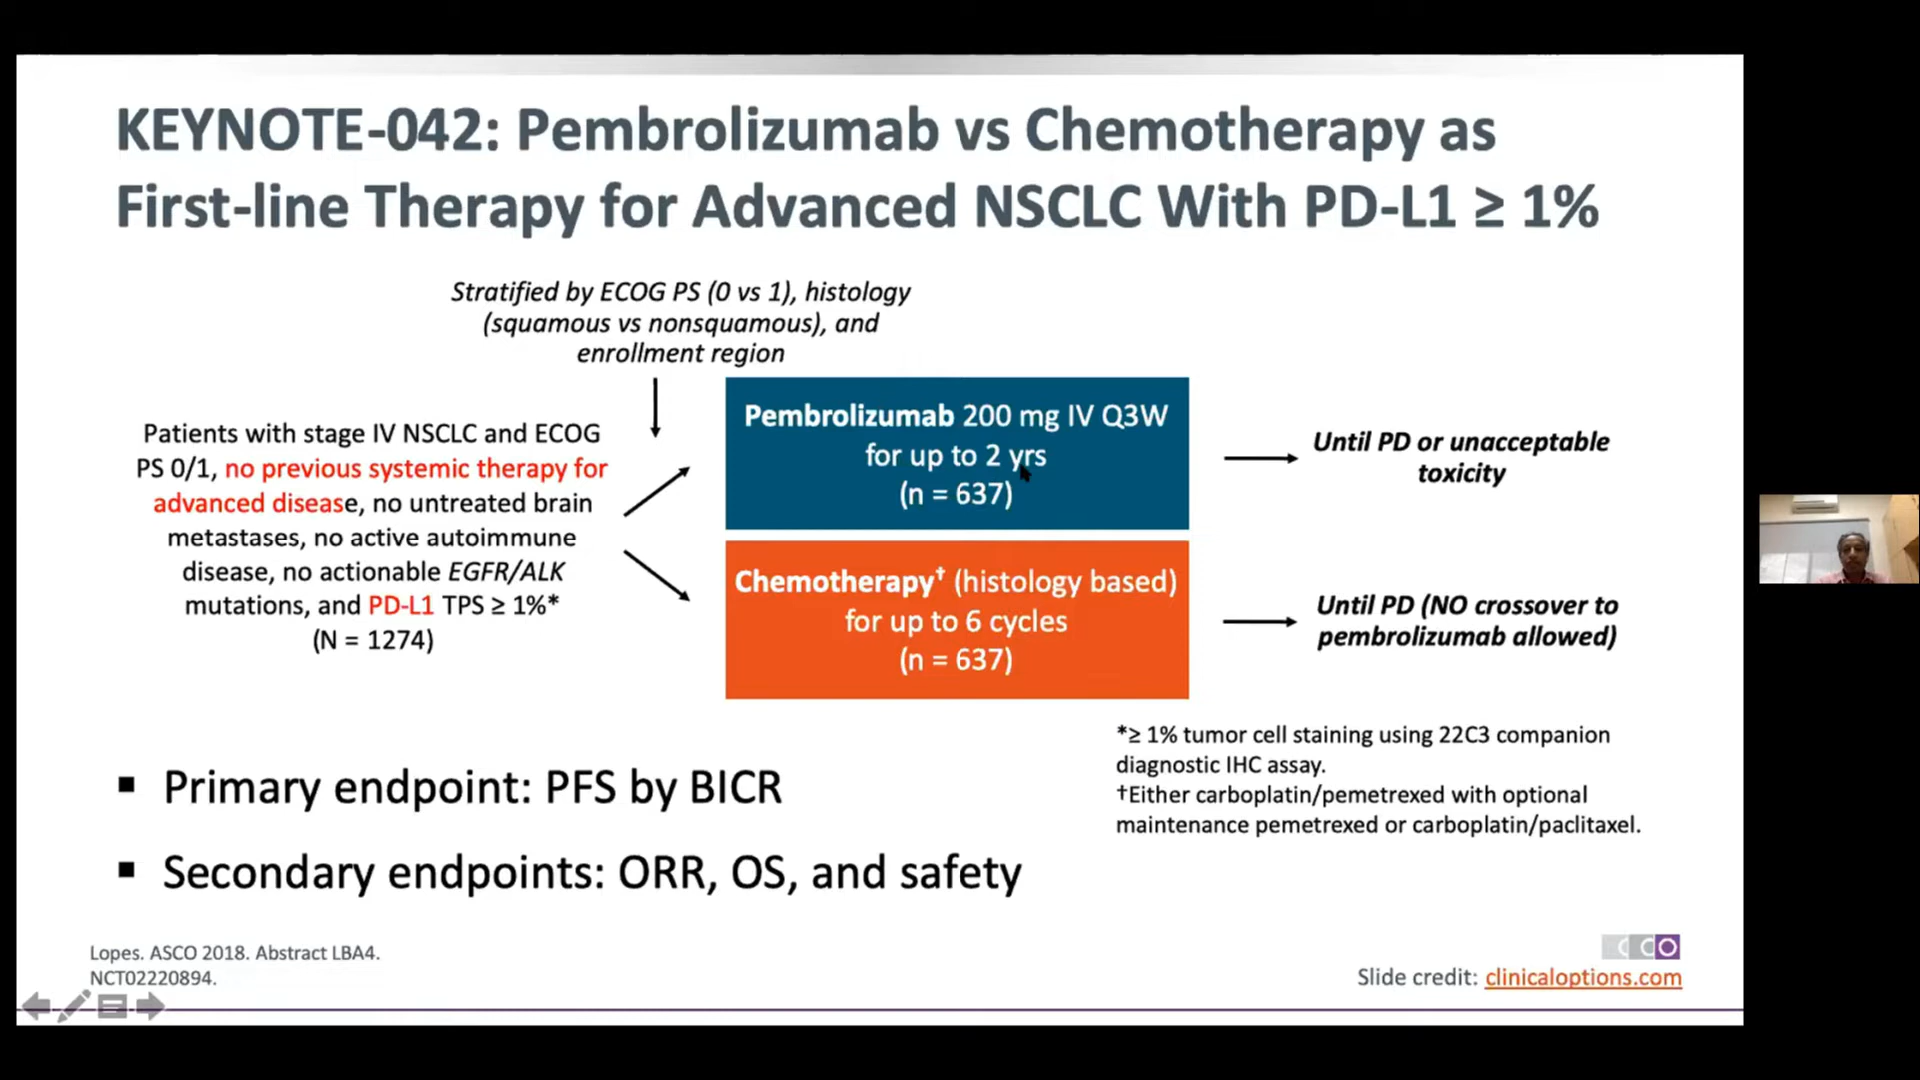 KEYNOTE-042: Pembrolizumab vs Chemotherapy as
First-line Therapy for Advanced NSCLC With PD-L1 ≥ 1%
Stratified by ECOG PS (0 vs 1), histology
(squamous vs nonsquamous), and
enrollment region
Patients with stage IV NSCLC and ECOG
PS 0/1, no previous systemic therapy for
advanced disease, no untreated brain
metastases, no active autoimmune
disease, no actionable EGFR/ALK
mutations, and PD-L1 TPS ≥ 1%*
(N = 1274)
Pembrolizumab 200 mg IV Q3W
for up to 2 yrs
(n = 637)
Until PD or unacceptable
toxicity
Chemotherapy† (histology based)
for up to 6 cycles
(n = 637)
Until PD (NO crossover to
pembrolizumab allowed)
*≥ 1% tumor cell staining using 22C3 companion
diagnostic IHC assay.
†Either carboplatin/pemetrexed with optional
maintenance pemetrexed or carboplatin/paclitaxel.
▪ Primary endpoint: PFS by BICR
▪ Secondary endpoints: ORR, OS, and safety
Lopes. ASCO 2018. Abstract LBA4.
NCT02220894.
CCO
Slide credit: clinicaloptions.com